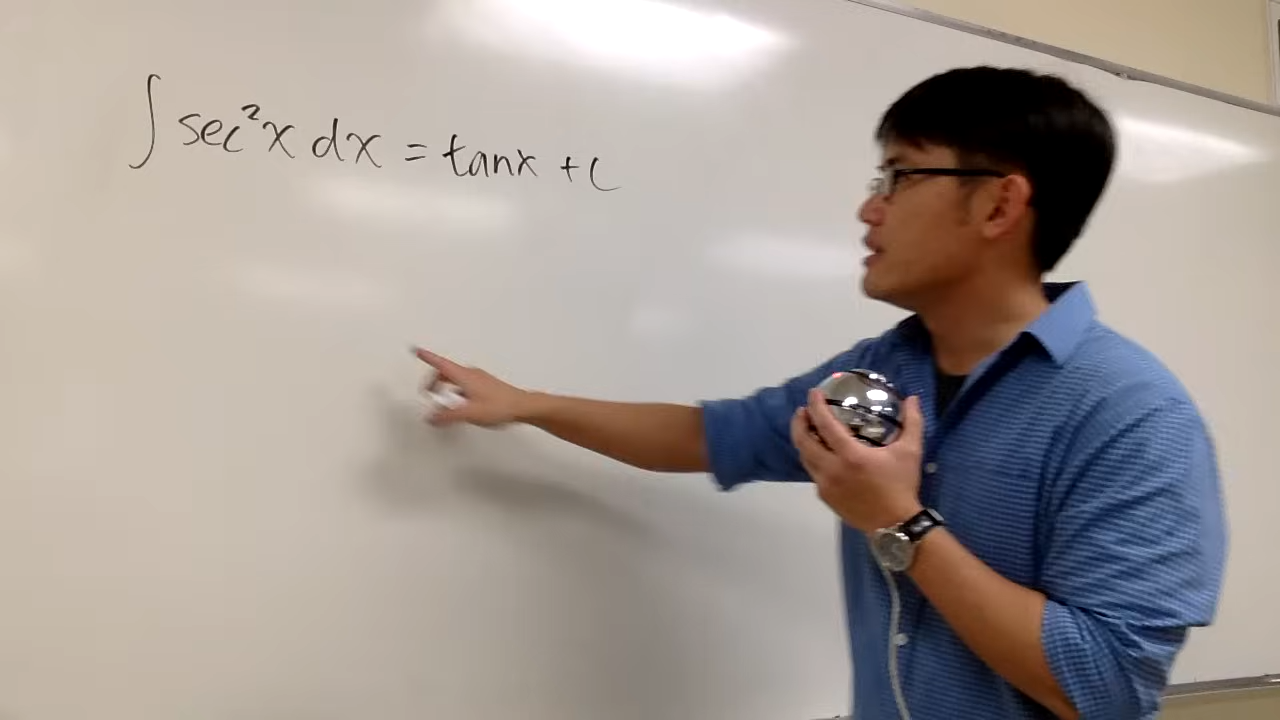 ∫ sec²x dx = tanx + C